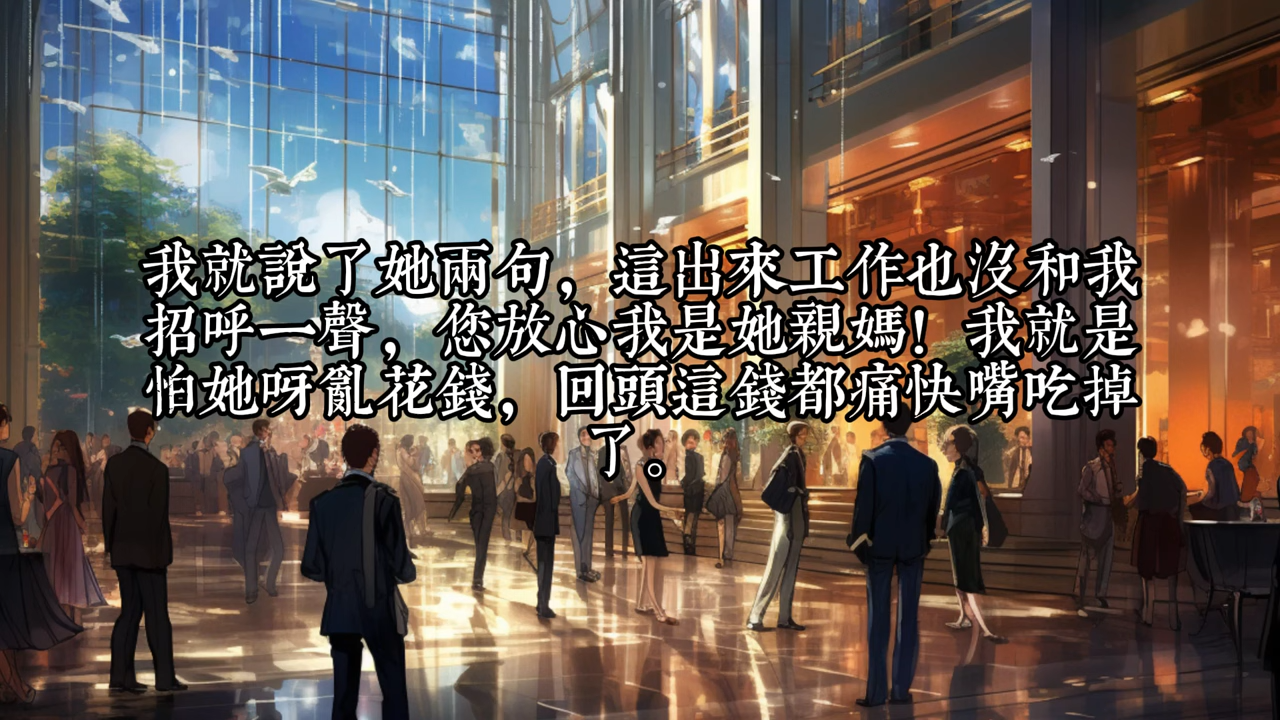 我就說了她兩句，這出來工作也沒和我
招呼一聲，您放心我是她親媽！我就是
怕她呀亂花錢，回頭這錢都痛快嘴吃掉
了。